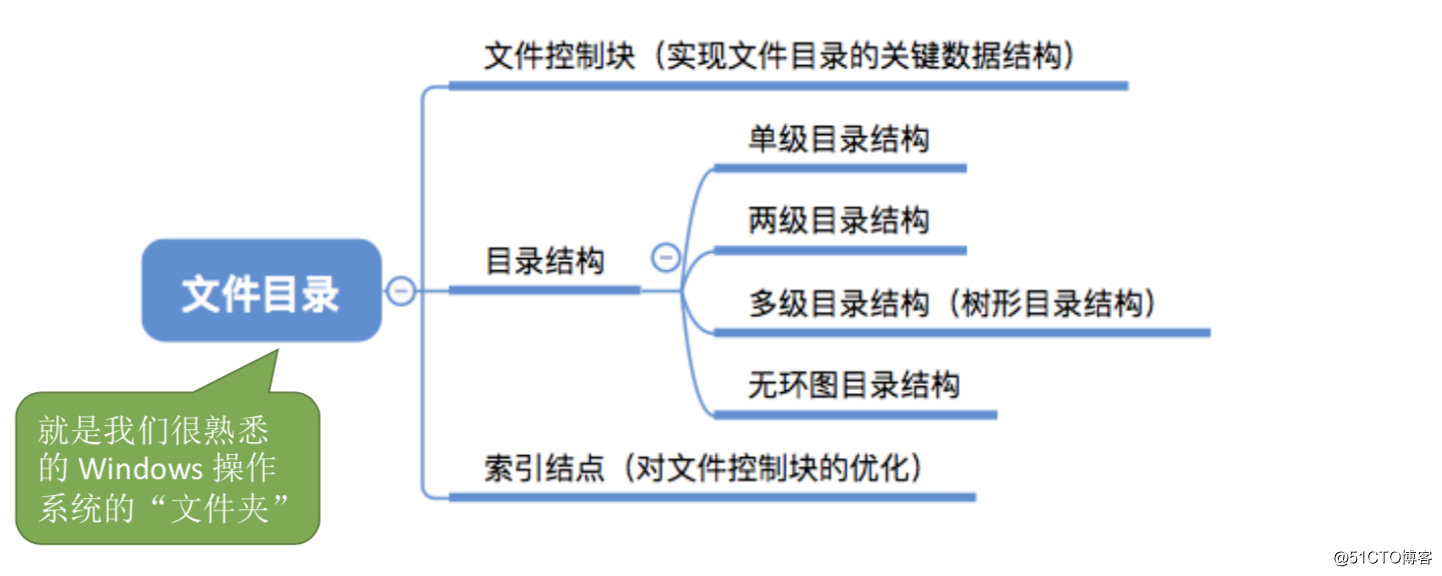 文件控制块（实现文件目录的关键数据结构）
单级目录结构
两级目录结构
目录结构
多级目录结构（树形目录结构）
无环图目录结构
索引结点（对文件控制块的优化）
文件目录
就是我们很熟悉
的 Windows 操作
系统的“文件夹”
@51CTO博客